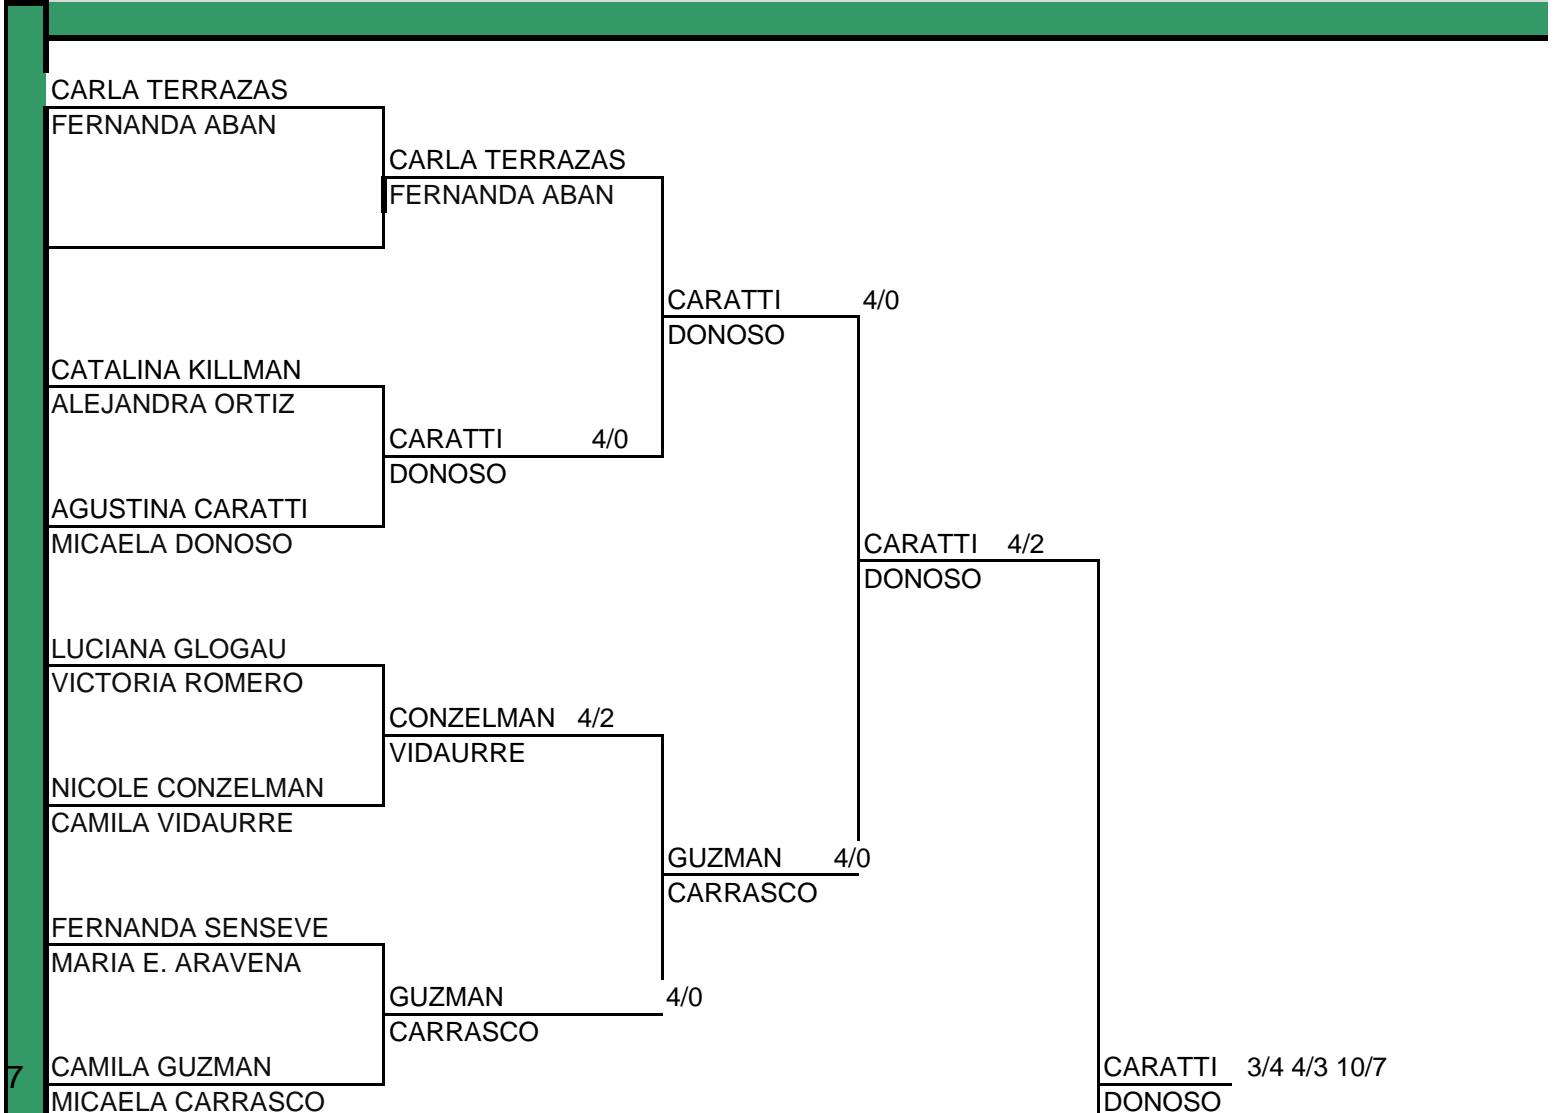 CARLA TERRAZAS
FERNANDA ABAN
CARLA TERRAZAS
FERNANDA ABAN
CARATTI 4/0
DONOSO
CATALINA KILLMAN
ALEJANDRA ORTIZ
CARATTI 4/0
DONOSO
AGUSTINA CARATTI
MICAELA DONOSO
CARATTI 4/2
DONOSO
LUCIANA GLOGAU
VICTORIA ROMERO
CONZELMAN 4/2
VIDAURRE
NICOLE CONZELMAN
CAMILA VIDAURRE
GUZMAN 4/0
CARRASCO
FERNANDA SENSEVE
MARIA E. ARAVENA
GUZMAN 4/0
CARRASCO
7
CAMILA GUZMAN
MICAELA CARRASCO
CARATTI 3/4 4/3 10/7
DONOSO